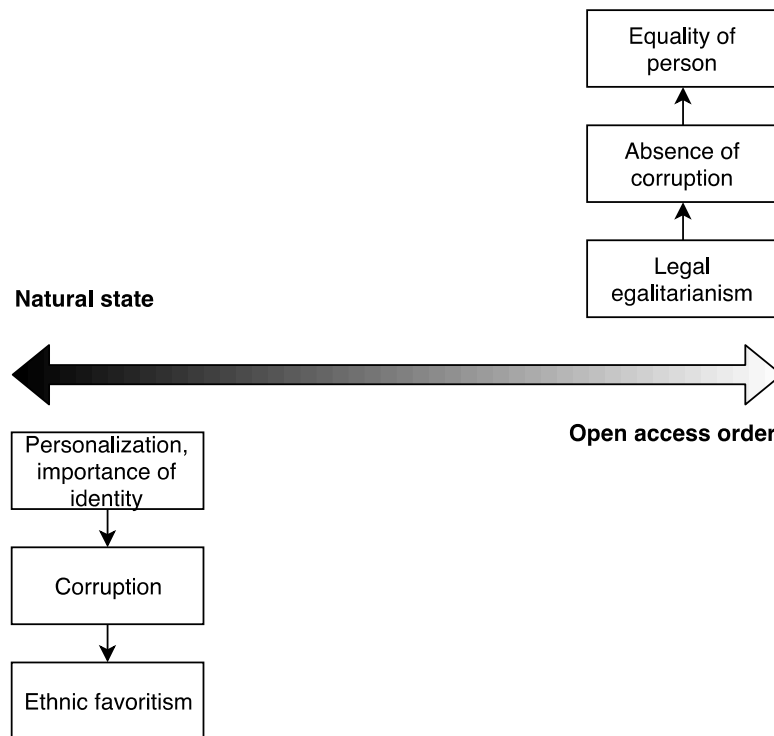 Equality of
person
Absence of
corruption
Legal
egalitarianism
Natural state
Open access order
Personalization,
importance of
identity
Corruption
Ethnic favoritism